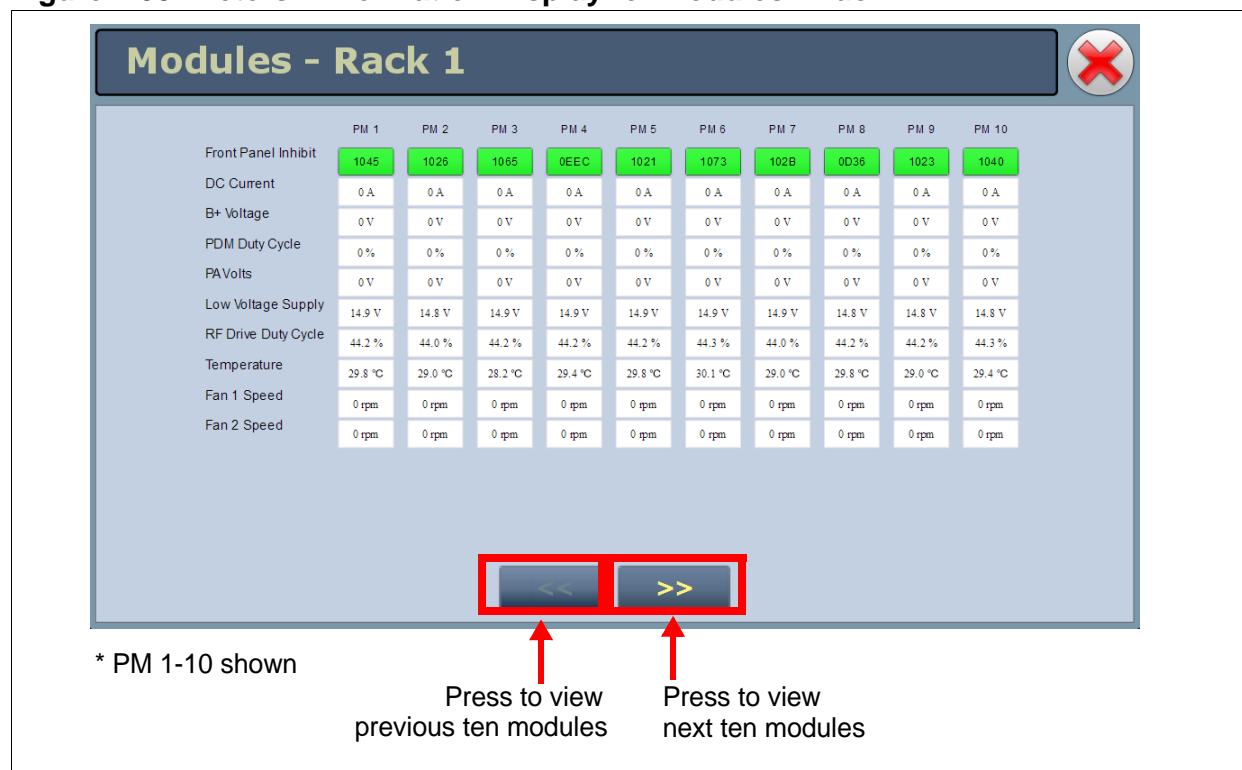 Modules - Rack 1
PM 1 PM 2 PM 3 PM 4 PM 5 PM 6 PM 7 PM 8 PM 9 PM 10
Front Panel Inhibit 1045 1026 1065 0EEC 1021 1073 102B 0D36 1023 1040
DC Current 0 A 0 A 0 A 0 A 0 A 0 A 0 A 0 A 0 A 0 A
B+ Voltage 0 V 0 V 0 V 0 V 0 V 0 V 0 V 0 V 0 V 0 V
PDM Duty Cycle 0 % 0 % 0 % 0 % 0 % 0 % 0 % 0 % 0 % 0 %
PA Volts 0 V 0 V 0 V 0 V 0 V 0 V 0 V 0 V 0 V 0 V
Low Voltage Supply 14.9 V 14.8 V 14.9 V 14.9 V 14.9 V 14.9 V 14.9 V 14.8 V 14.8 V 14.8 V
RF Drive Duty Cycle 44.2 % 44.0 % 44.2 % 44.2 % 44.2 % 44.3 % 44.0 % 44.2 % 44.2 % 44.3 %
Temperature 29.8 °C 29.0 °C 28.2 °C 29.4 °C 29.8 °C 30.1 °C 29.0 °C 29.8 °C 29.0 °C 29.4 °C
Fan 1 Speed 0 rpm 0 rpm 0 rpm 0 rpm 0 rpm 0 rpm 0 rpm 0 rpm 0 rpm 0 rpm
Fan 2 Speed 0 rpm 0 rpm 0 rpm 0 rpm 0 rpm 0 rpm 0 rpm 0 rpm 0 rpm 0 rpm
<< >>
* PM 1-10 shown
Press to view Press to view
previous ten modules next ten modules